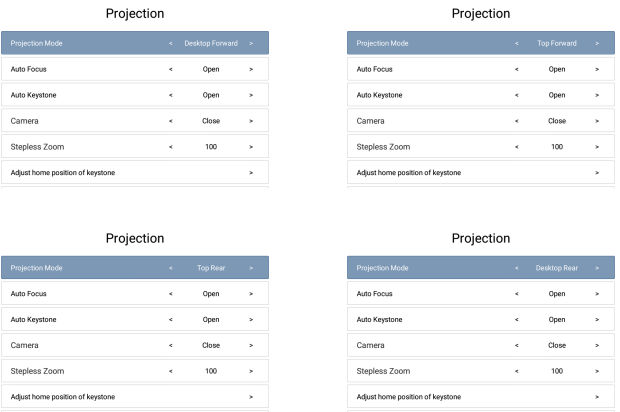 Projection
Projection Mode < Desktop Forward >
Auto Focus < Open >
Auto Keystone < Open >
Camera < Close >
Stepless Zoom < 100 >
Adjust home position of keystone >
Projection
Projection Mode < Top Forward >
Auto Focus < Open >
Auto Keystone < Open >
Camera < Close >
Stepless Zoom < 100 >
Adjust home position of keystone >
Projection
Projection Mode < Top Rear >
Auto Focus < Open >
Auto Keystone < Open >
Camera < Close >
Stepless Zoom < 100 >
Adjust home position of keystone >
Projection
Projection Mode < Desktop Rear >
Auto Focus < Open >
Auto Keystone < Open >
Camera < Close >
Stepless Zoom < 100 >
Adjust home position of keystone >